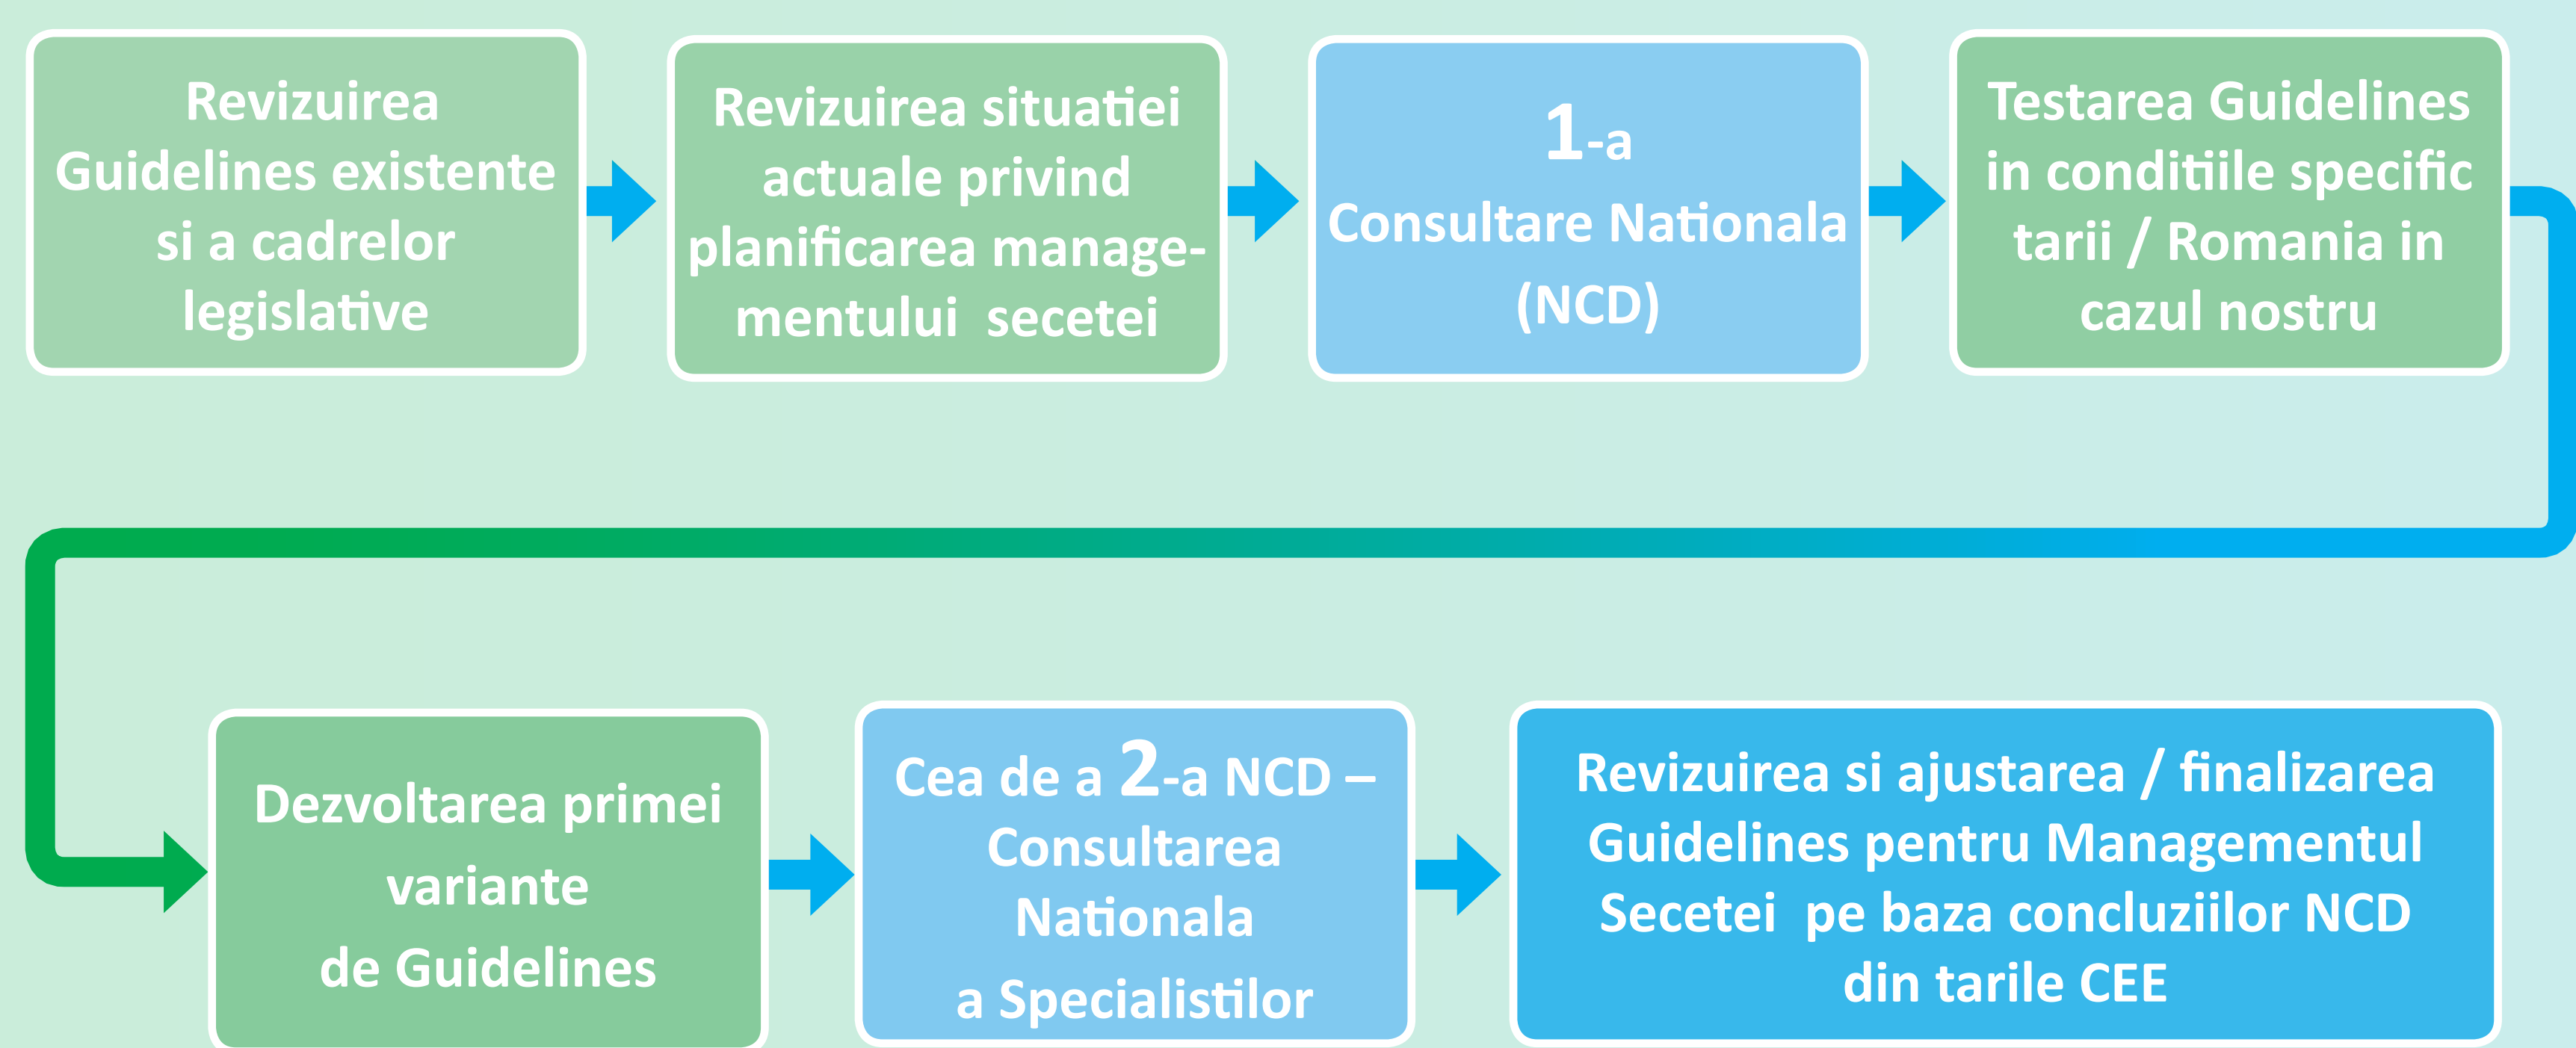 Revizuirea
Guidelines existente
si a cadrelor
legislative
Revizuirea situatiei
actuale privind
planificarea manage-
mentului secetei
1-a
Consultare Nationala
(NCD)
Testarea Guidelines
in conditiile specific
tarii / Romania in
cazul nostru
Dezvoltarea primei
variante
de Guidelines
Cea de a 2-a NCD –
Consultarea
Nationala
a Specialistilor
Revizuirea si ajustarea / finalizarea
Guidelines pentru Managementul
Secetei pe baza concluziilor NCD
din tarile CEE